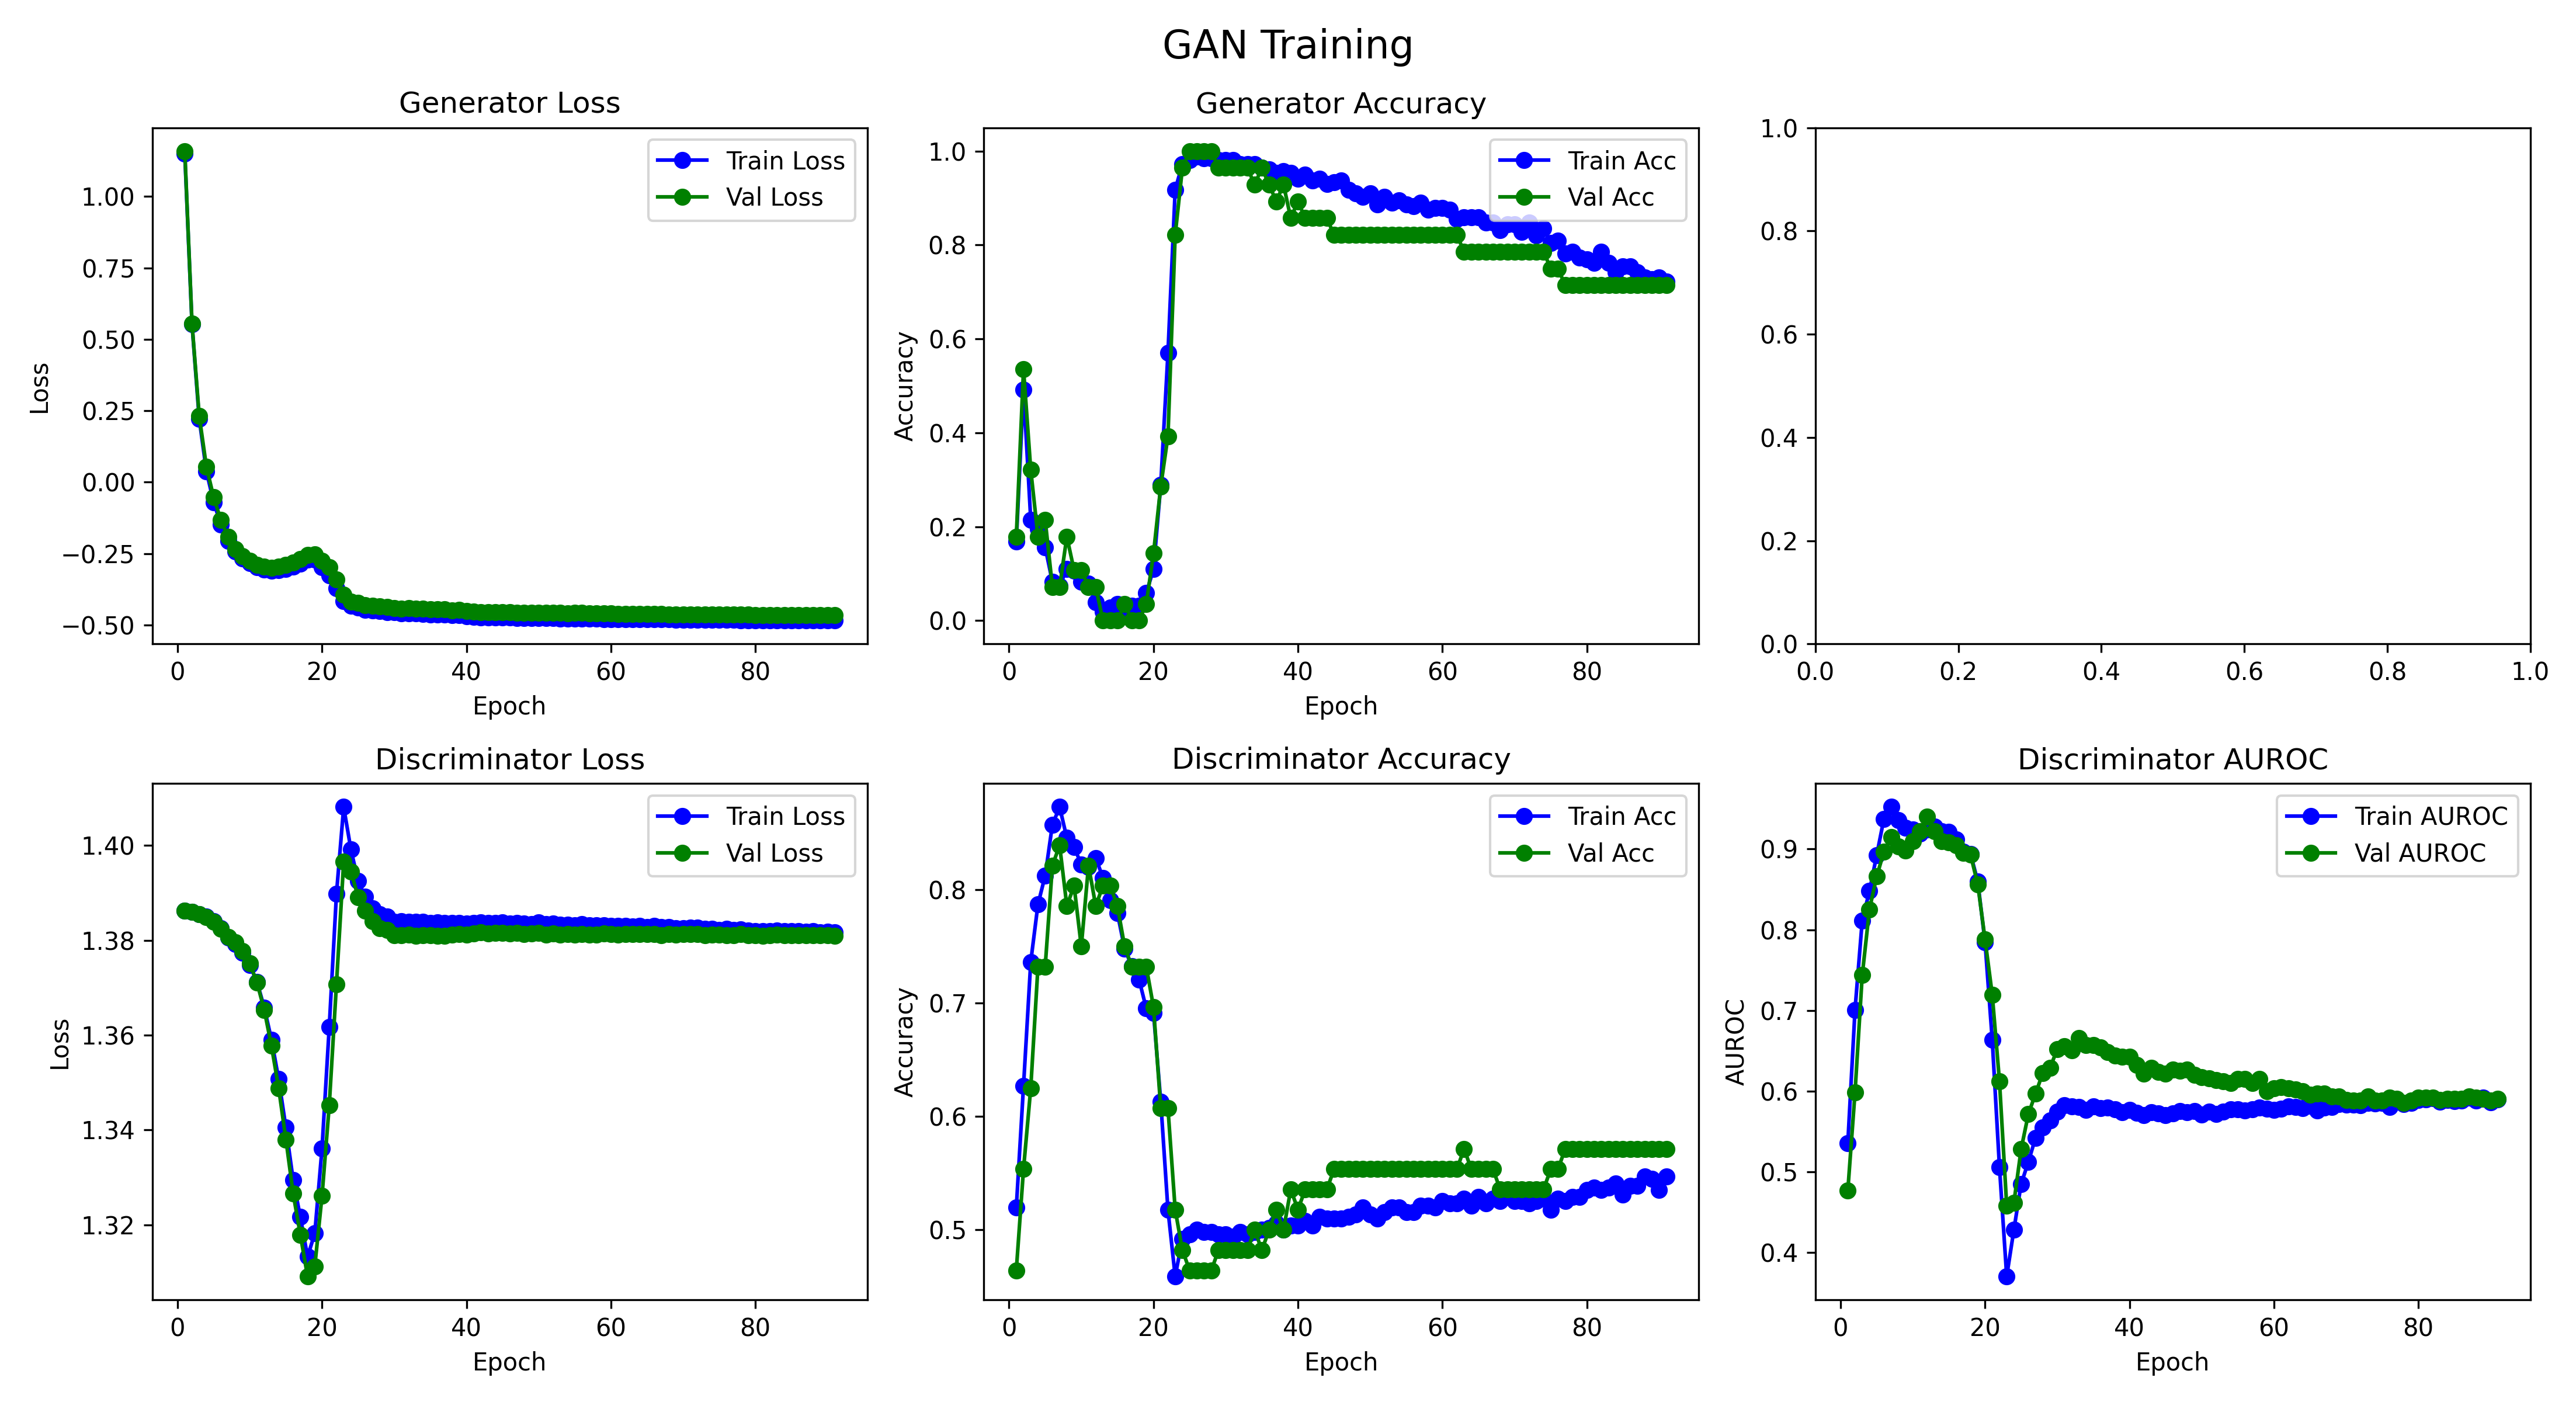 GAN Training
Generator Loss
Generator Accuracy
Train Loss
Val Loss
Train Acc
Val Acc
Loss
1.00
0.75
0.50
0.25
0.00
−0.25
−0.50
0 20 40 60 80
Epoch
Accuracy
1.0
0.8
0.6
0.4
0.2
0.0
0 20 40 60 80
Epoch
1.0
0.8
0.6
0.4
0.2
0.0
0.0 0.2 0.4 0.6 0.8 1.0
Discriminator Loss
Discriminator Accuracy
Discriminator AUROC
Train Loss
Val Loss
Train Acc
Val Acc
Train AUROC
Val AUROC
Loss
1.40
1.38
1.36
1.34
1.32
0 20 40 60 80
Epoch
Accuracy
0.8
0.7
0.6
0.5
0 20 40 60 80
Epoch
AUROC
0.9
0.8
0.7
0.6
0.5
0.4
0 20 40 60 80
Epoch